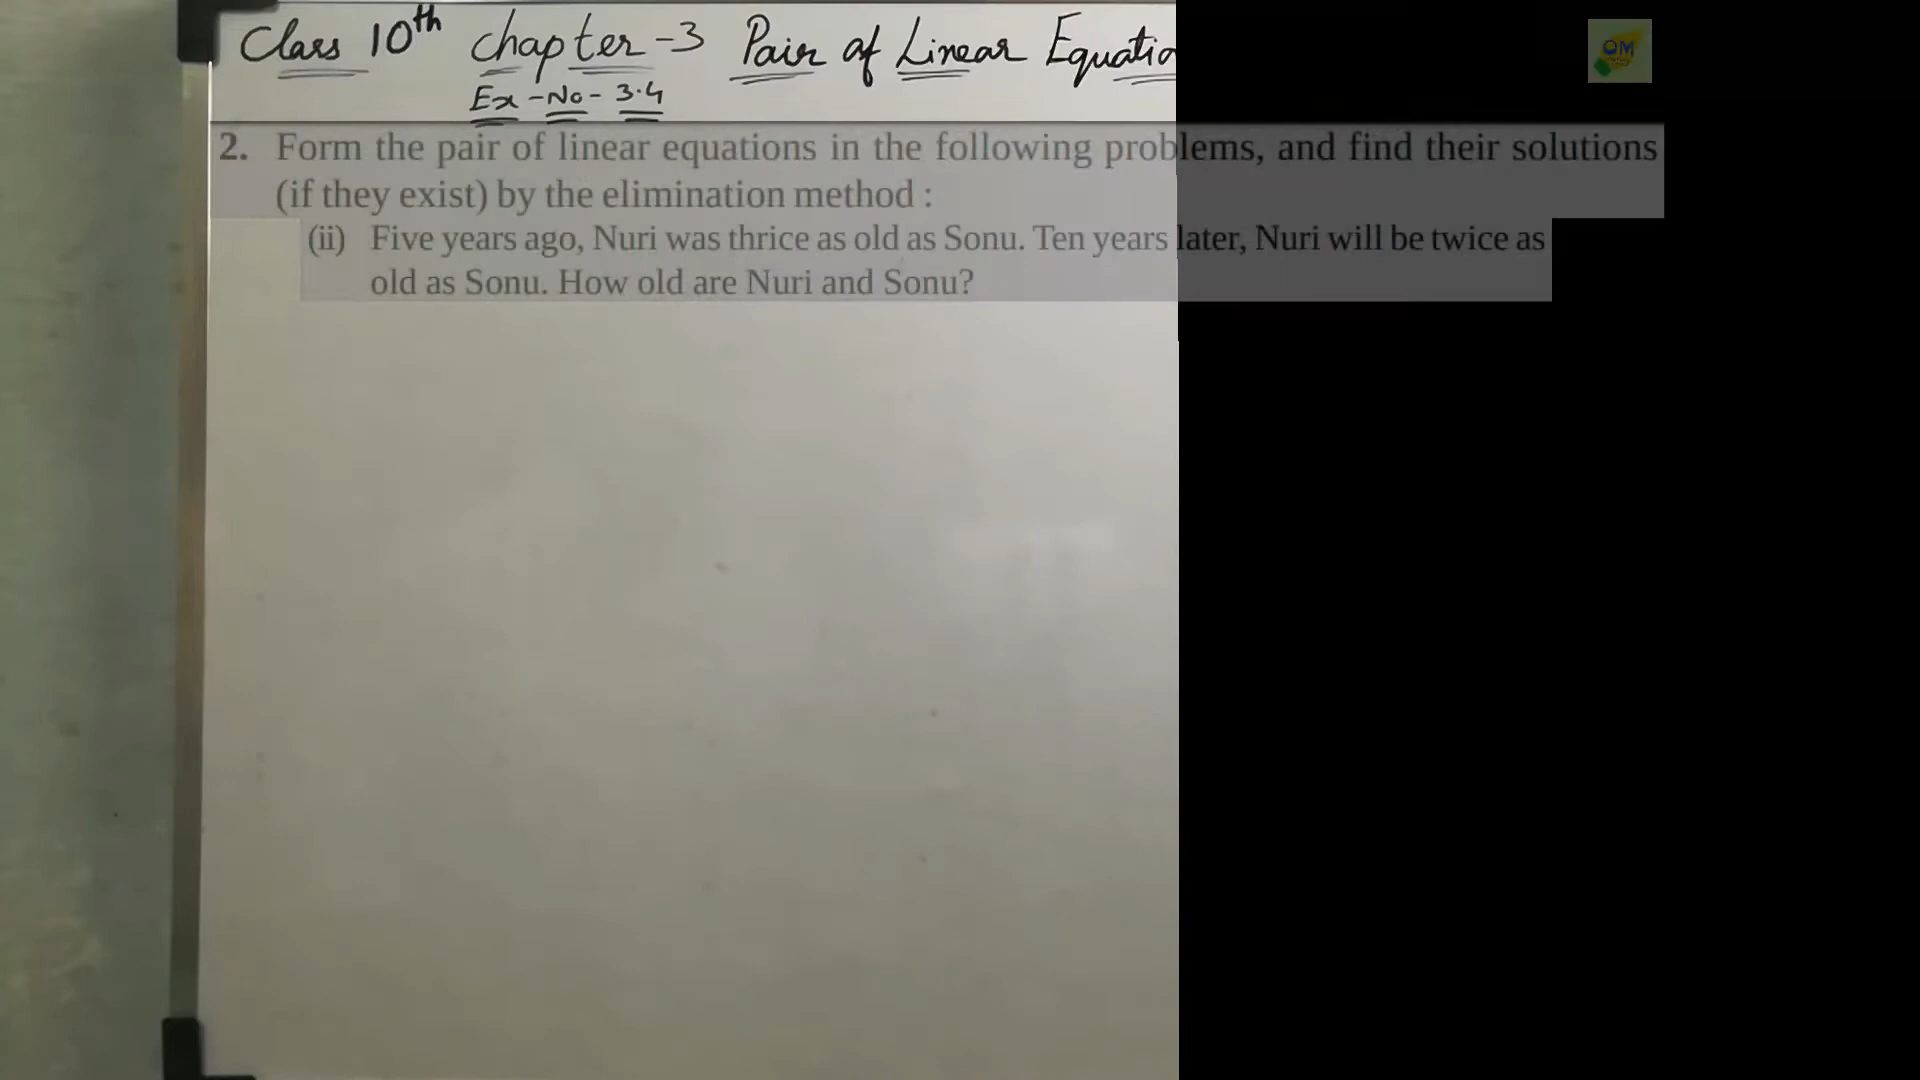 Class 10th chapter-3 Pair of Linear Equatio
Ex-No-3.4
2. Form the pair of linear equations in the following problems, and find their solutions
(if they exist) by the elimination method :
(ii) Five years ago, Nuri was thrice as old as Sonu. Ten years later, Nuri will be twice as
old as Sonu. How old are Nuri and Sonu?
OM